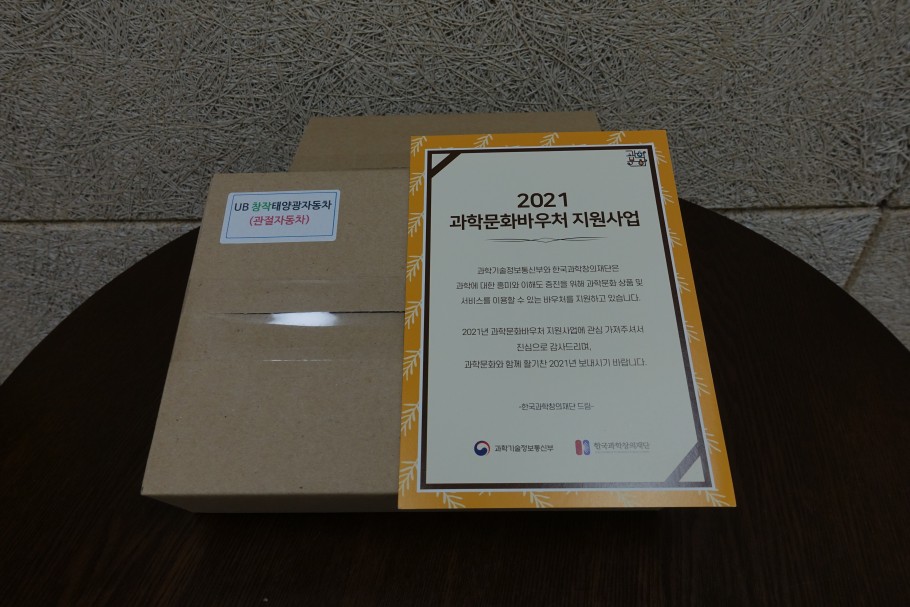 UB 창작태양광자동차
(관절자동차)
과학
문화
2021
과학문화바우처 지원사업
과학기술정보통신부와 한국과학창의재단은
과학에 대한 흥미와 이해도 증진을 위해 과학문화 상품 및
서비스를 이용할 수 있는 바우처를 지원하고 있습니다.
2021년 과학문화바우처 지원사업에 관심 가져주셔서
진심으로 감사드리며,
과학문화와 함께 활기찬 2021년 보내시기 바랍니다.
-한국과학창의재단 드림-
과학기술정보통신부
한국과학창의재단